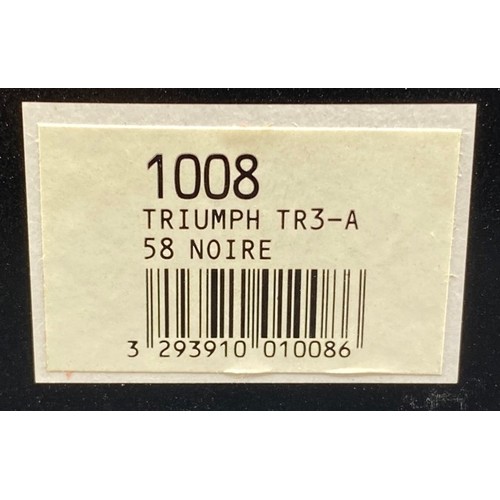 1008
TRIUMPH TR3-A
58 NOIRE
3 293910 010086